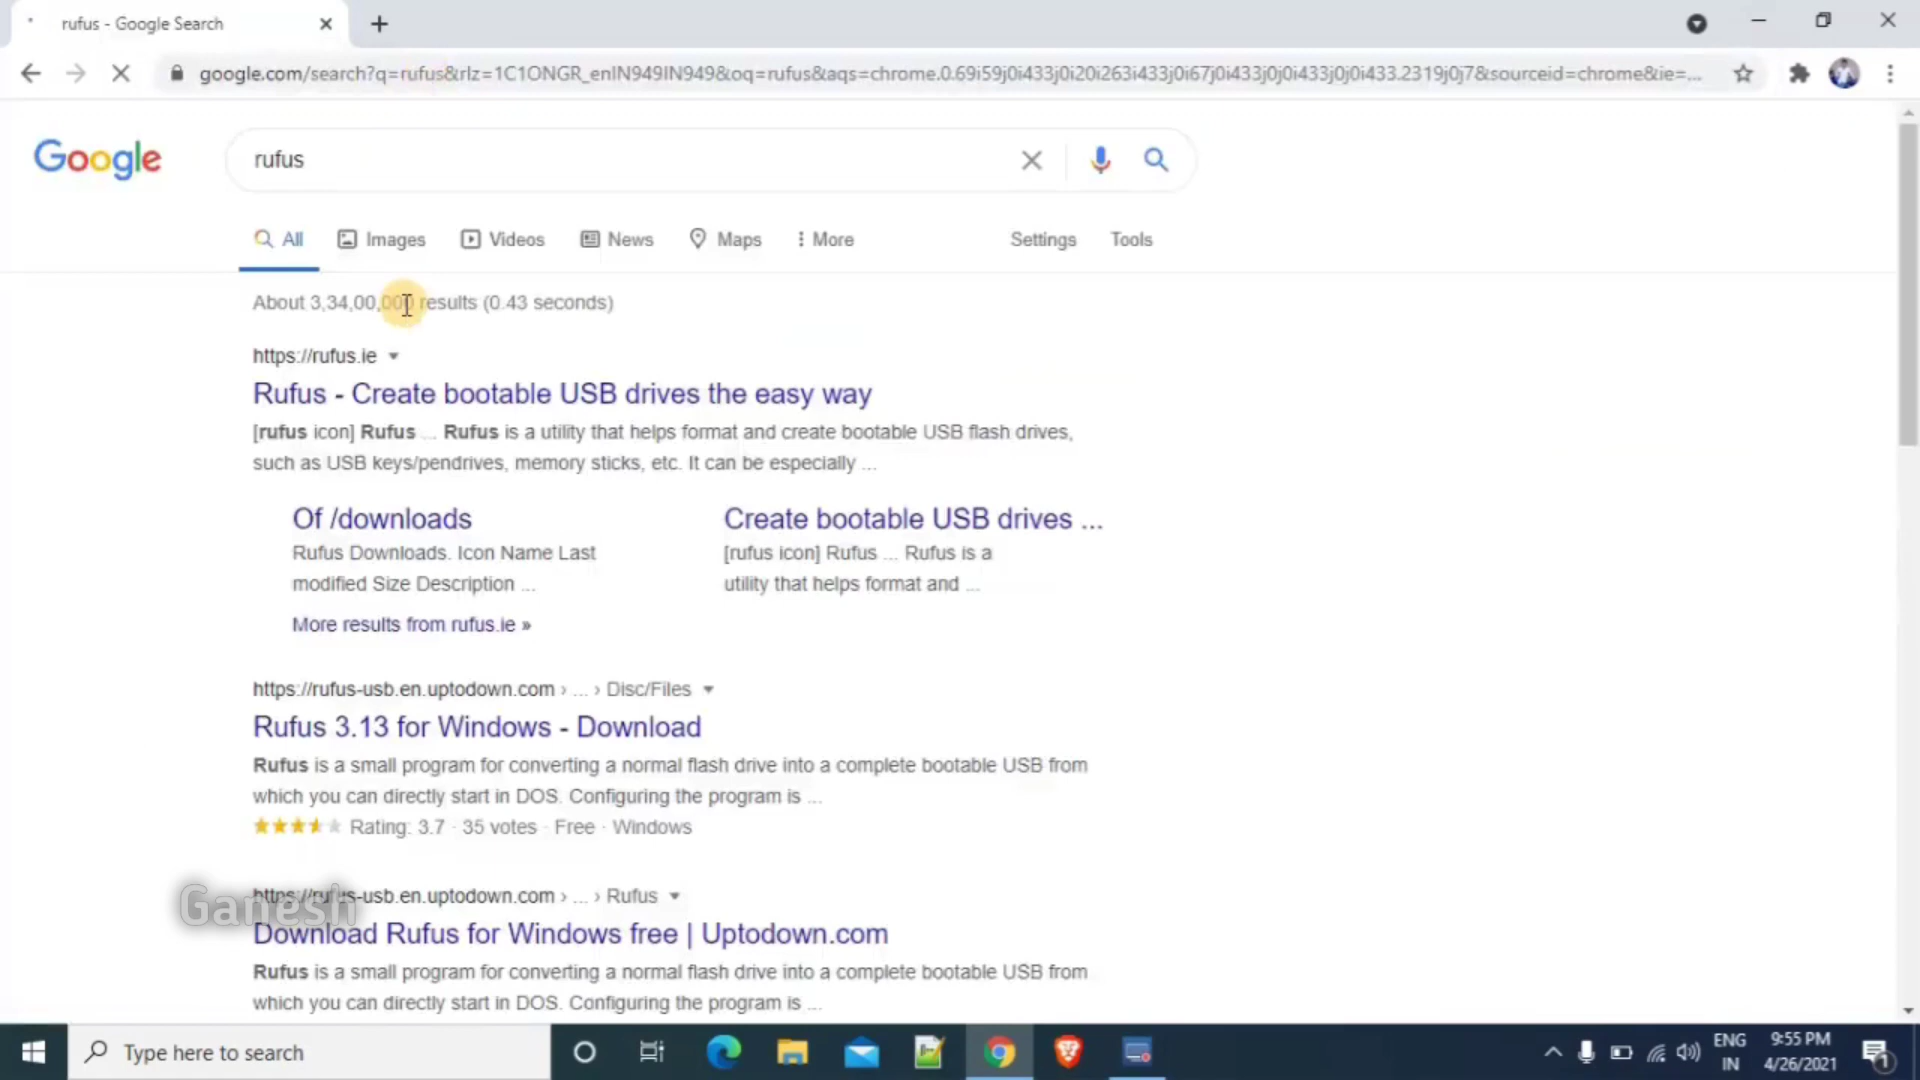 rufus - Google Search
google.com/search?q=rufus&rlz=1C1ONGR_enIN949IN949&oq=rufus&aqs=chrome.0.69i59j0i433j0i20i263i433j0i67j0i433j0j0i433j0j0i433.2319j0j7&sourceid=chrome&ie=...
Google
rufus
All Images Videos News Maps More Settings Tools
About 3,34,00,000 results (0.43 seconds)
https://rufus.ie
Rufus - Create bootable USB drives the easy way
[rufus icon] Rufus ... Rufus is a utility that helps format and create bootable USB flash drives,
such as USB keys/pendrives, memory sticks, etc. It can be especially ...
Of /downloads
Rufus Downloads. Icon Name Last
modified Size Description ...
Create bootable USB drives ...
[rufus icon] Rufus ... Rufus is a
utility that helps format and ...
More results from rufus.ie »
https://rufus-usb.en.uptodown.com › ... › Disc/Files
Rufus 3.13 for Windows - Download
Rufus is a small program for converting a normal flash drive into a complete bootable USB from
which you can directly start in DOS. Configuring the program is ...
Rating: 3.7 · 35 votes · Free · Windows
https://rufus-usb.en.uptodown.com › ... › Rufus
Ganesh
Download Rufus for Windows free | Uptodown.com
Rufus is a small program for converting a normal flash drive into a complete bootable USB from
which you can directly start in DOS. Configuring the program is ...
Type here to search
ENG
IN
9:55 PM
4/26/2021
1